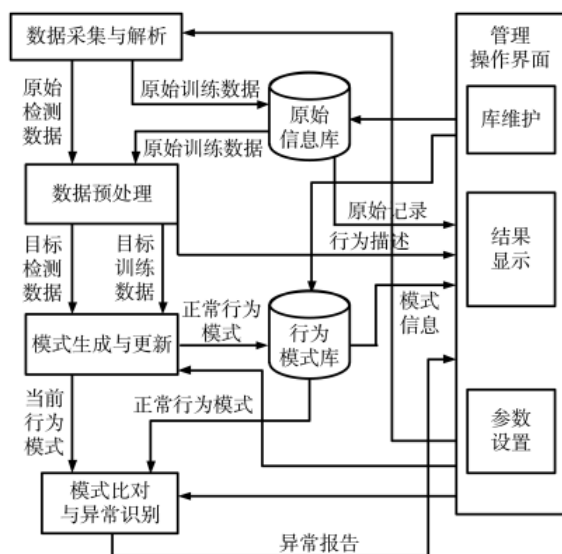 数据采集与解析
管理
操作界面
原始
检测
数据
原始训练数据
原始
信息库
库维护
原始训练数据
数据预处理
原始记录
行为描述
结果
显示
目标
检测
数据
目标
训练
数据
正常行为
模式
行为
模式库
模式
信息
模式生成与更新
当前
行为
模式
正常行为模式
参数
设置
模式比对
与异常识别
异常报告